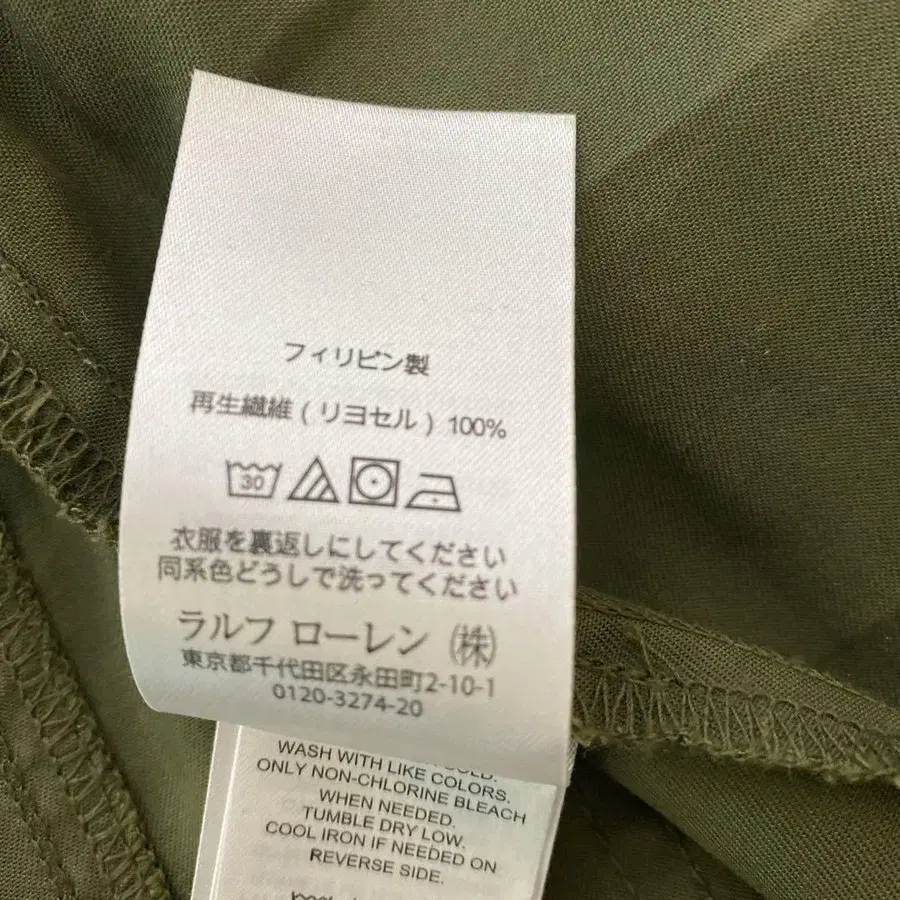 フィリピン製
再生繊維 ( リヨセル ) 100%
30
衣服を裏返しにしてください
同系色どうしで洗ってください
ラルフ ローレン ㈱
東京都千代田区永田町2-10-1
0120-3274-20
WASH WITH LIKE COLORS.
ONLY NON-CHLORINE BLEACH
WHEN NEEDED.
TUMBLE DRY LOW.
COOL IRON IF NEEDED ON
REVERSE SIDE.